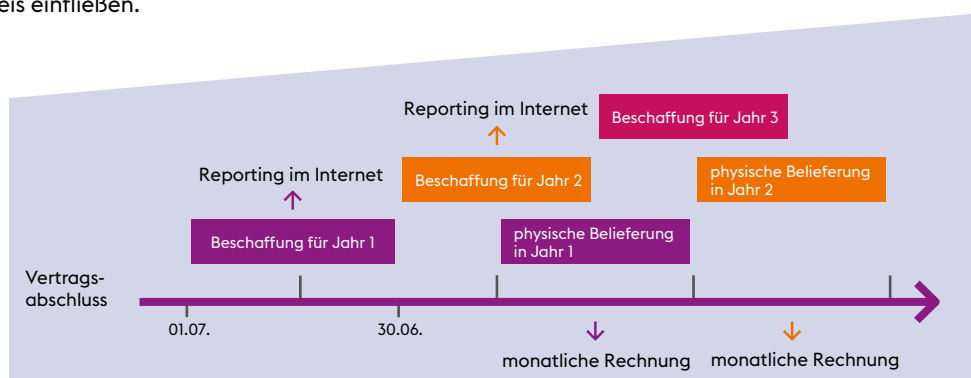 eis einfließen.
Reporting im Internet
Beschaffung für Jahr 3
Reporting im Internet
Beschaffung für Jahr 2
physische Belieferung
in Jahr 2
Beschaffung für Jahr 1
physische Belieferung
in Jahr 1
Vertrags-
abschluss
01.07.
30.06.
monatliche Rechnung
monatliche Rechnung